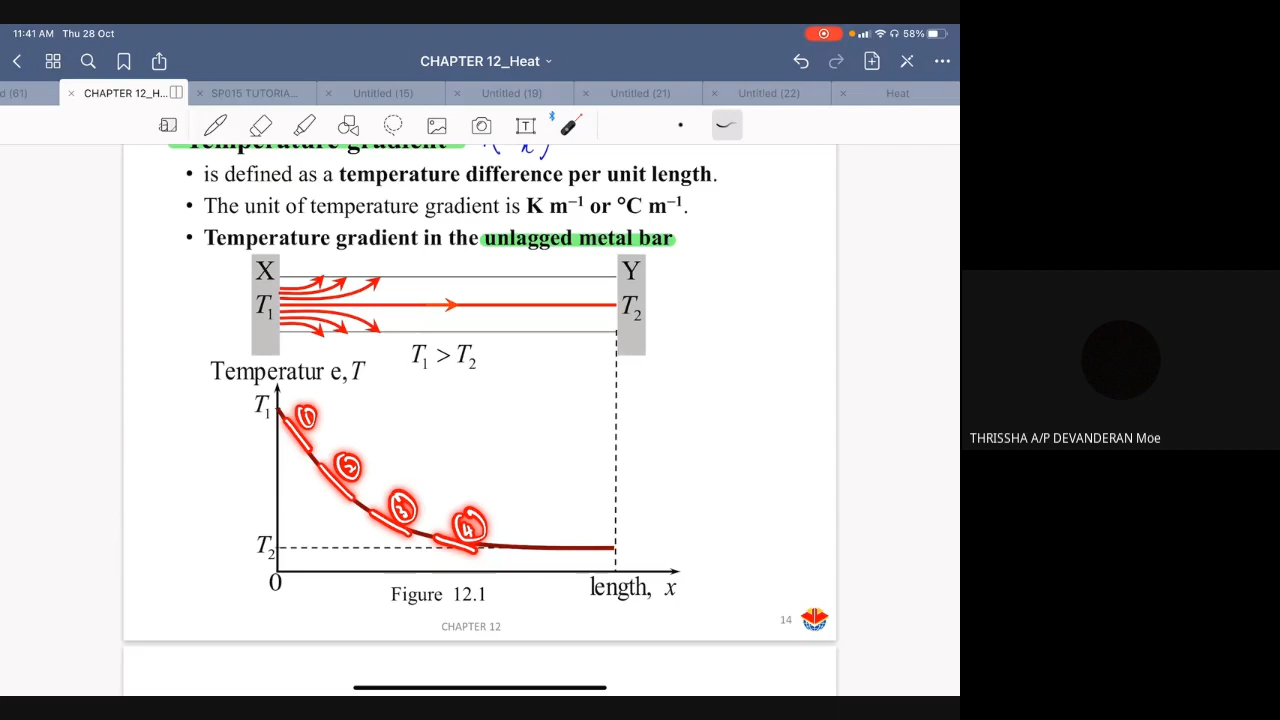 11:41 AM Thu 28 Oct
58%
CHAPTER 12_Heat
d (61)
CHAPTER 12_H...
SP015 TUTORIA...
Untitled (15)
Untitled (19)
Untitled (21)
Untitled (22)
Heat
Temperature gradient
• is defined as a temperature difference per unit length.
• The unit of temperature gradient is K m⁻¹ or °C m⁻¹.
• Temperature gradient in the unlagged metal bar
X
Y
T₁
T₂
T₁ > T₂
Temperatur e, T
T₁
①
②
③
④
T₂
0
length, x
Figure 12.1
CHAPTER 12
14
THRISSHA A/P DEVANDERAN Moe